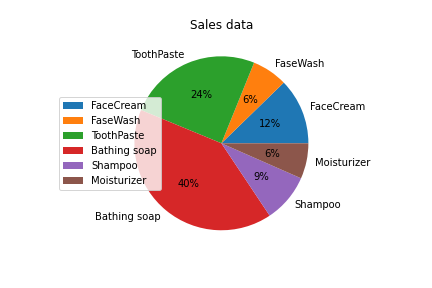 Sales data
ToothPaste
FaseWash
FaceCream
Moisturizer
Shampoo
Bathing soap
24%
6%
12%
6%
9%
40%
FaceCream
FaseWash
ToothPaste
Bathing soap
Shampoo
Moisturizer